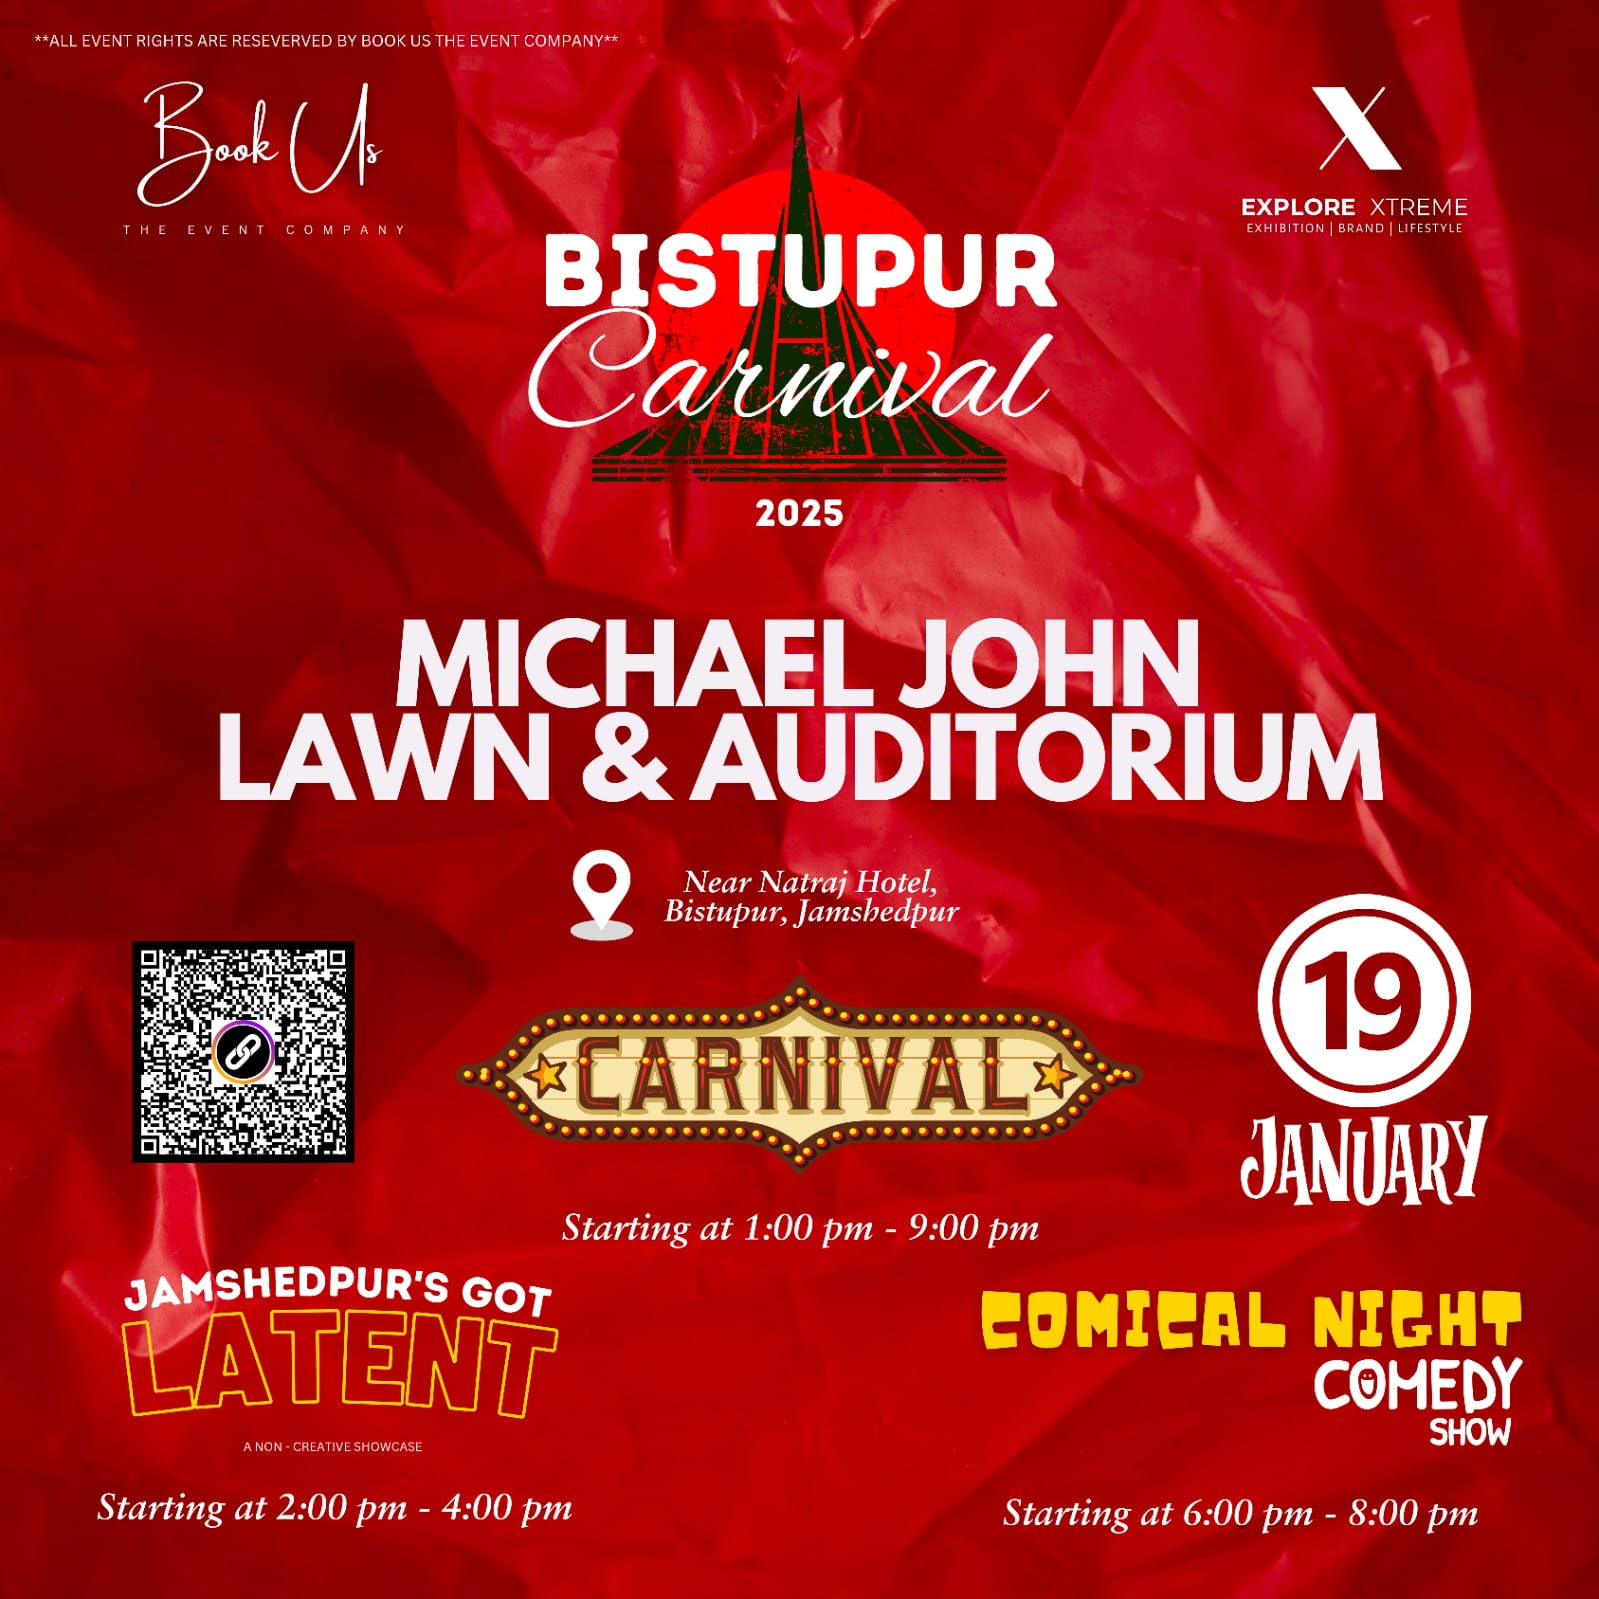 **ALL EVENT RIGHTS ARE RESEVERVED BY BOOK US THE EVENT COMPANY**
Book Us
THE EVENT COMPANY
X
EXPLORE XTREME
EXHIBITION | BRAND | LIFESTYLE
BISTUPUR
Carnival
2025
MICHAEL JOHN
LAWN & AUDITORIUM
Near Natraj Hotel,
Bistupur, Jamshedpur
19
JANUARY
CARNIVAL
Starting at 1:00 pm - 9:00 pm
JAMSHEDPUR'S GOT
LATENT
A NON - CREATIVE SHOWCASE
Starting at 2:00 pm - 4:00 pm
COMICAL NIGHT
COMEDY
SHOW
Starting at 6:00 pm - 8:00 pm